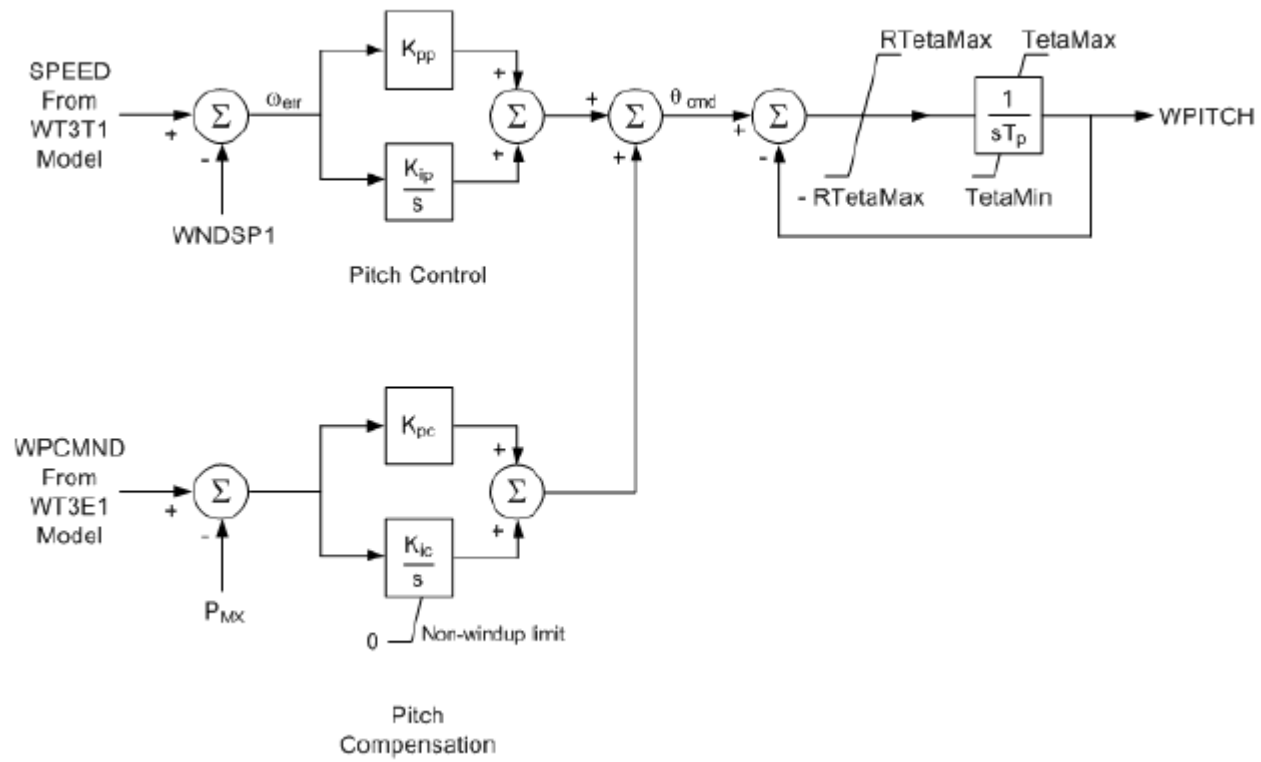 SPEED
From
WT3T1
Model
+
-
Σ
WNDSP1
ωerr
Kpp
Kip
s
+
+
Σ
Pitch Control
+
+
Σ
θ cmd
+
-
Σ
RTetaMax
- RTetaMax
TetaMax
1
sTp
TetaMin
WPITCH
WPCMND
From
WT3E1
Model
+
-
Σ
PMX
Kpc
Kic
s
0
Non-windup limit
+
+
Σ
Pitch
Compensation